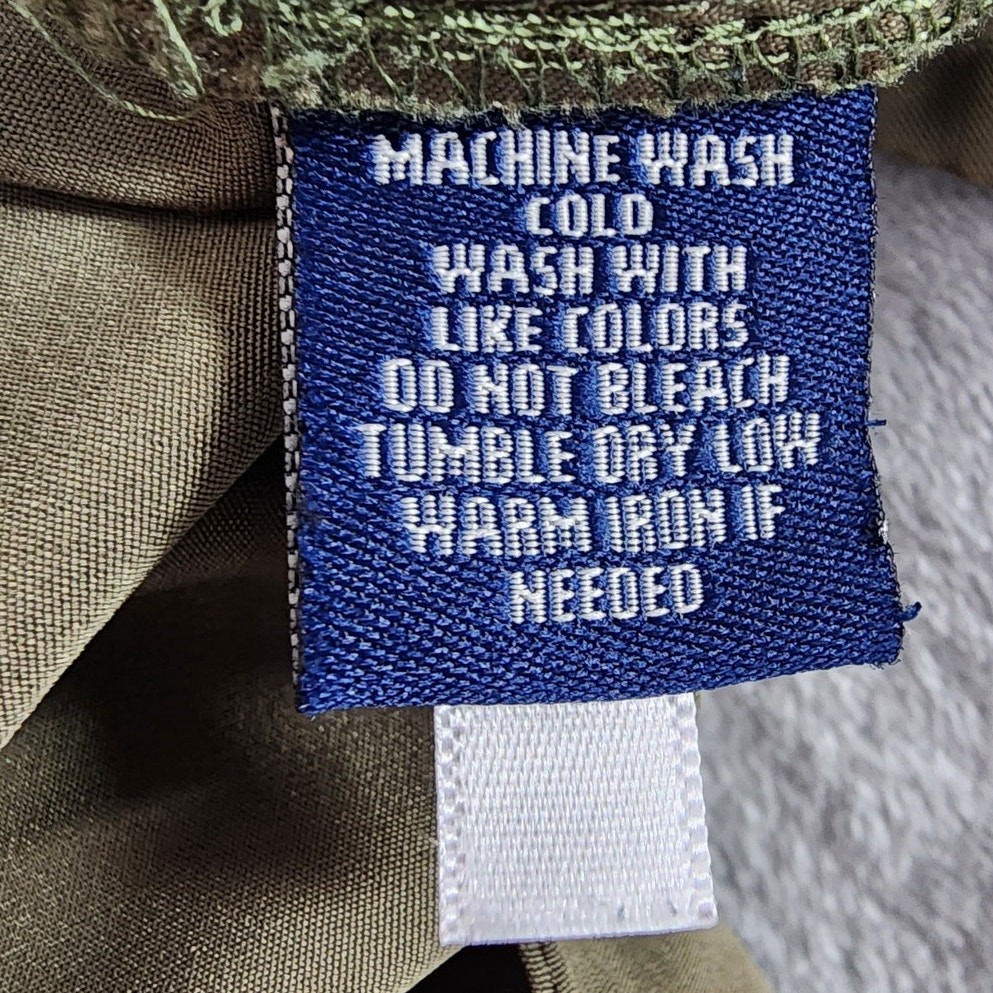 MACHINE WASH
COLD
WASH WITH
LIKE COLORS
DO NOT BLEACH
TUMBLE DRY LOW
WARM IRON IF
NEEDED